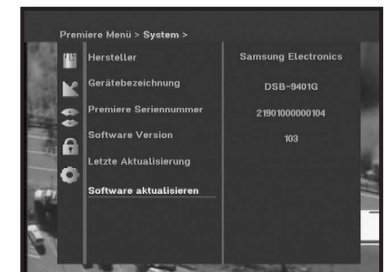 Premiere Menü > System >
Hersteller Samsung Electronics
Gerätebezeichnung DSB-9401G
Premiere Seriennummer 21901000000104
Software Version 103
Letzte Aktualisierung
Software aktualisieren